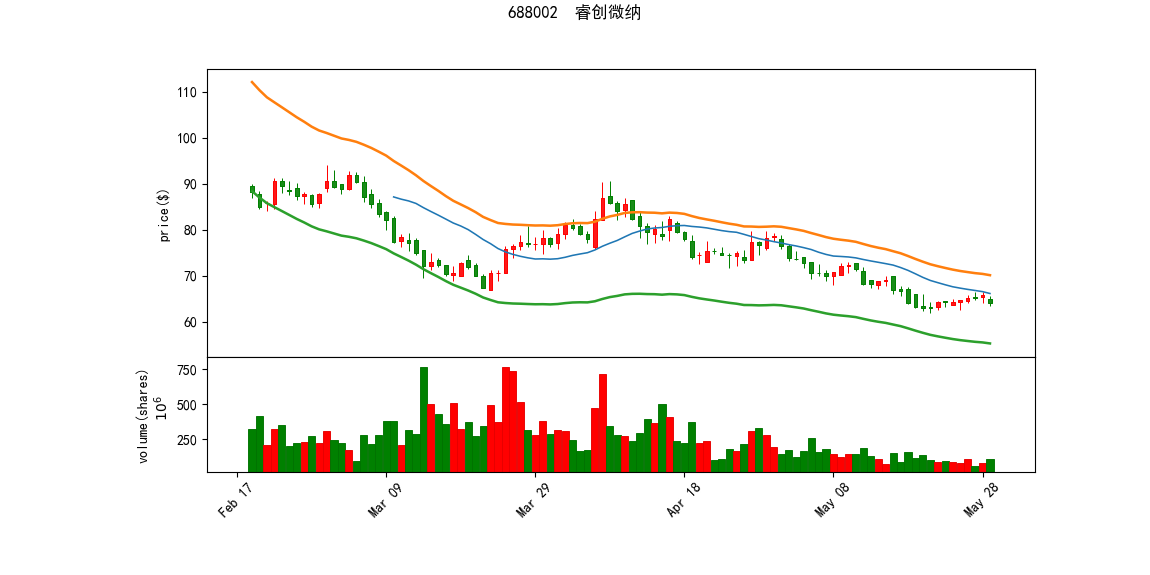 688002 睿创微纳
price($)
110
100
90
80
70
60
volume(shares)
10^6
750
500
250
Feb 17
Mar 09
Mar 29
Apr 18
May 08
May 28